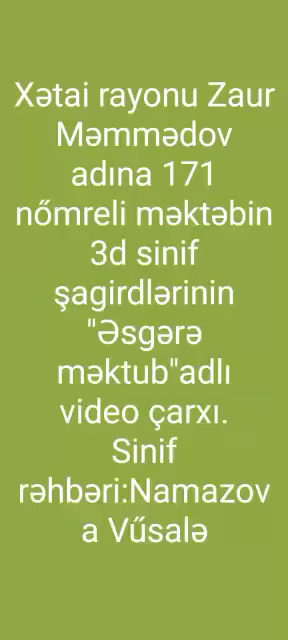 Xətai rayonu Zaur
Məmmədov
adına 171
nőmreli məktəbin
3d sinif
şagirdlərinin
"Əsgərə
məktub"adlı
video çarxı.
Sinif
rəhbəri:Namazov
a Vűsalə